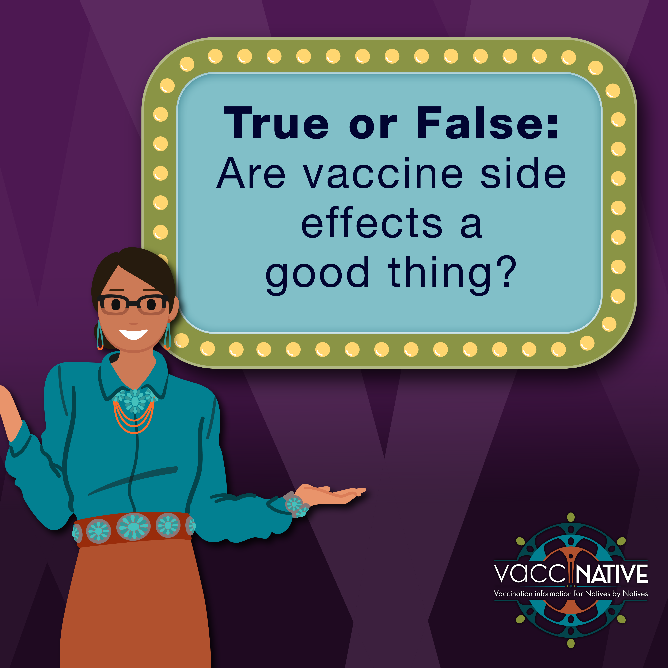 True or False:
Are vaccine side
effects a
good thing?
VACCINATIVE
Vaccination information for Natives by Natives